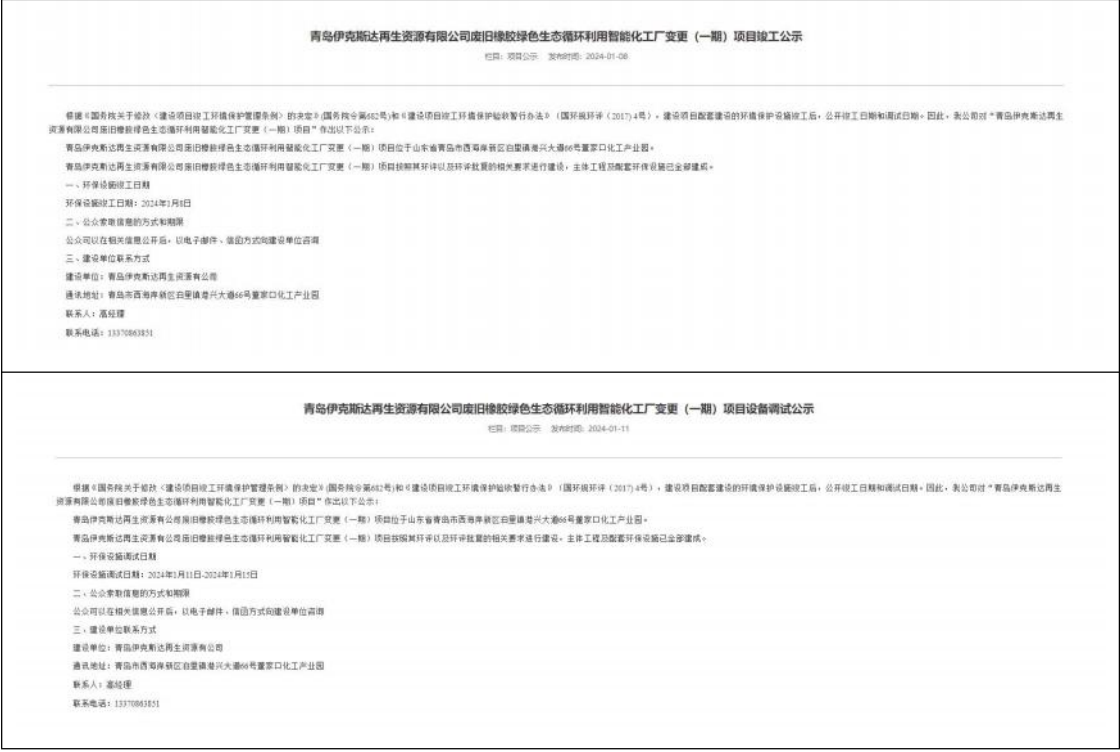 青岛伊克斯达再生资源有限公司废旧橡胶绿色生态循环利用智能化工厂变更（一期）项目竣工公示
栏目：项目公示 发布时间：2024-01-08
根据《国务院关于修改〈建设项目竣工环境保护管理条例〉的决定》(国务院令第682号)和《建设项目竣工环境保护验收暂行办法》（国环规环评（2017）4号），建设项目配套建设的环境保护设施竣工后，公开竣工日期和调试日期。因此，我公司对“青岛伊克斯达再生
资源有限公司废旧橡胶绿色生态循环利用智能化工厂变更（一期）项目”作出以下公示：
青岛伊克斯达再生资源有限公司废旧橡胶绿色生态循环利用智能化工厂变更（一期）项目位于山东省青岛市西海岸新区泊里镇港兴大道66号董家口化工产业园。
青岛伊克斯达再生资源有限公司废旧橡胶绿色生态循环利用智能化工厂变更（一期）项目按照其环评以及环评批复的相关要求进行建设，主体工程及配套环保设施已全部建成。
一、环保设施竣工日期
环保设施竣工日期：2024年1月8日
二、公众索取信息的方式和期限
公众可以在相关信息公开后，以电子邮件、信函方式向建设单位咨询
三、建设单位联系方式
建设单位：青岛伊克斯达再生资源有公司
通讯地址：青岛市西海岸新区泊里镇港兴大道66号董家口化工产业园
联系人：高经理
联系电话：13370863851
青岛伊克斯达再生资源有限公司废旧橡胶绿色生态循环利用智能化工厂变更（一期）项目设备调试公示
栏目：项目公示 发布时间：2024-01-11
根据《国务院关于修改〈建设项目竣工环境保护管理条例〉的决定》(国务院令第682号)和《建设项目竣工环境保护验收暂行办法》（国环规环评（2017）4号），建设项目配套建设的环境保护设施竣工后，公开竣工日期和调试日期。因此，我公司对“青岛伊克斯达再生
资源有限公司废旧橡胶绿色生态循环利用智能化工厂变更（一期）项目”作出以下公示：
青岛伊克斯达再生资源有限公司废旧橡胶绿色生态循环利用智能化工厂变更（一期）项目位于山东省青岛市西海岸新区泊里镇港兴大道66号董家口化工产业园。
青岛伊克斯达再生资源有限公司废旧橡胶绿色生态循环利用智能化工厂变更（一期）项目按照其环评以及环评批复的相关要求进行建设，主体工程及配套环保设施已全部建成。
一、环保设施调试日期
环保设施调试日期：2024年1月11日-2024年1月15日
二、公众索取信息的方式和期限
公众可以在相关信息公开后，以电子邮件、信函方式向建设单位咨询
三、建设单位联系方式
建设单位：青岛伊克斯达再生资源有公司
通讯地址：青岛市西海岸新区泊里镇港兴大道66号董家口化工产业园
联系人：高经理
联系电话：13370863851